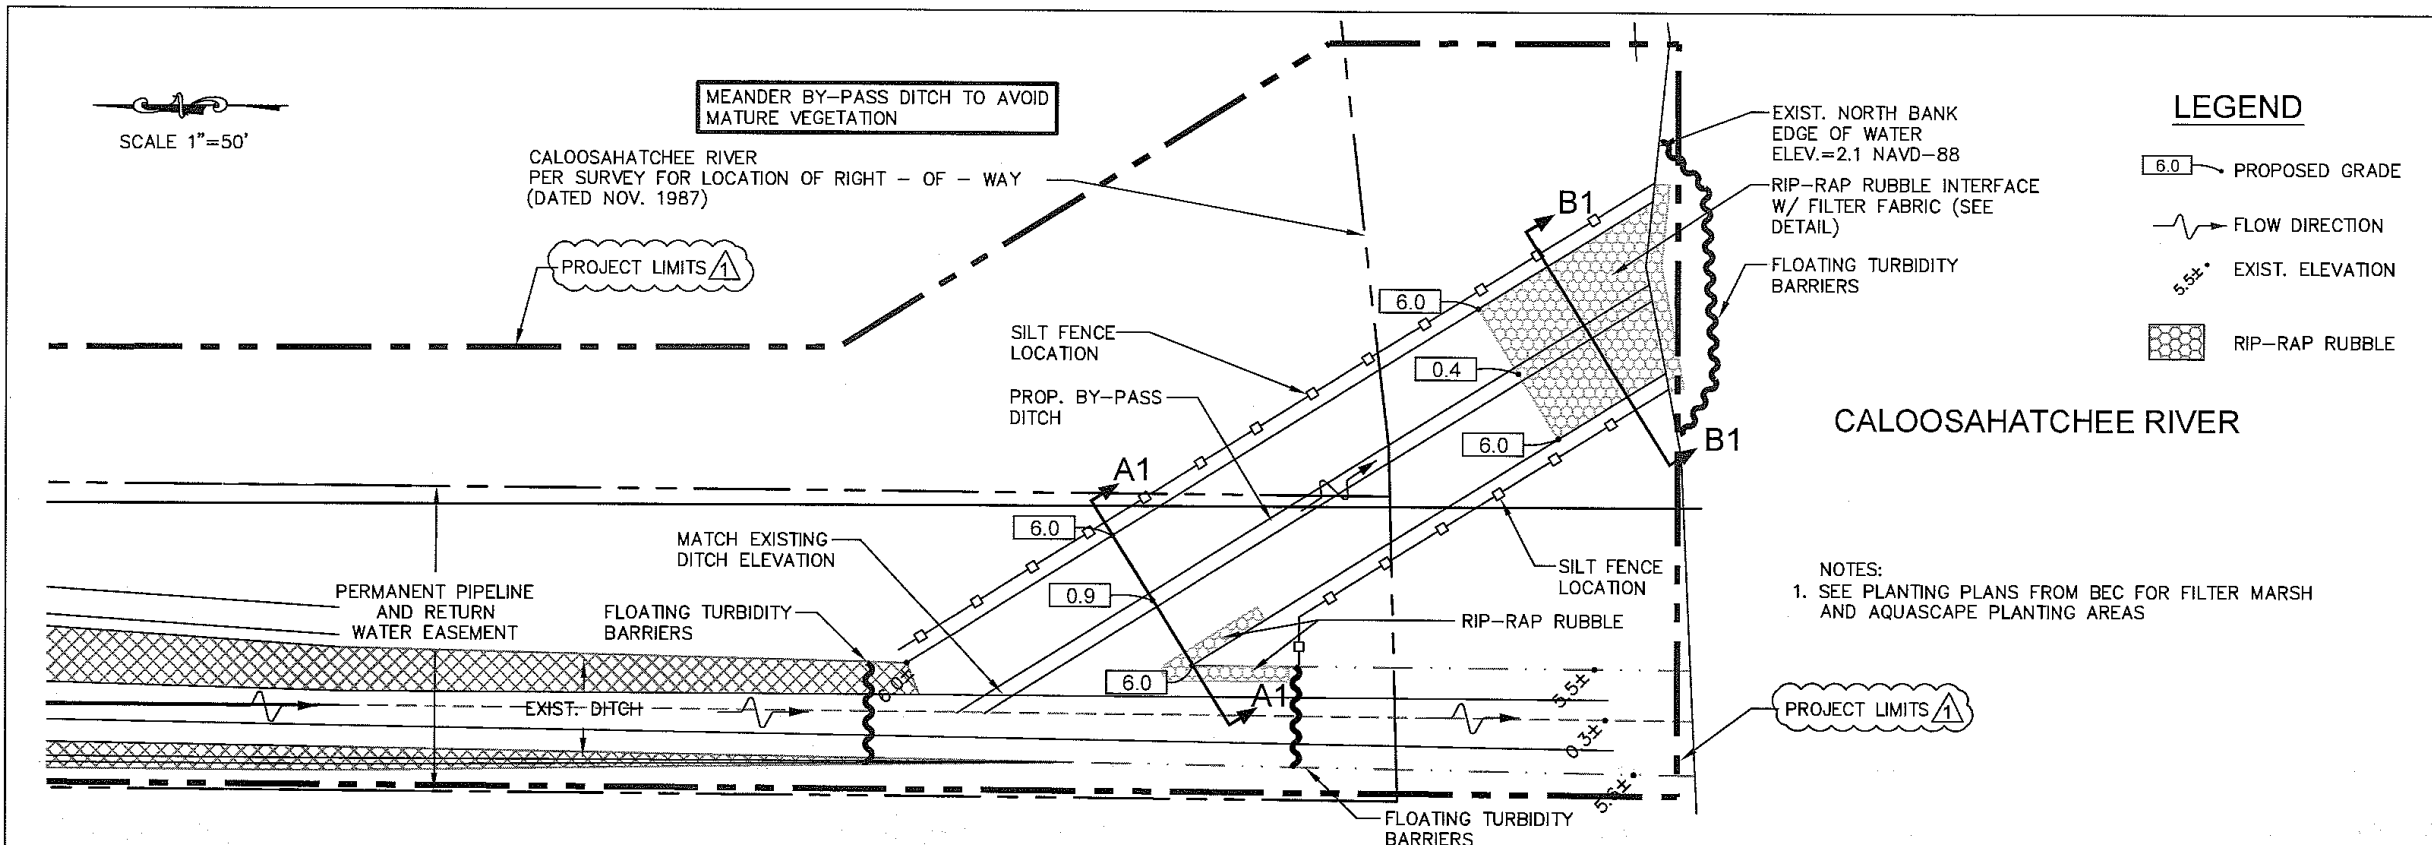 SCALE 1"=50'
MEANDER BY-PASS DITCH TO AVOID
MATURE VEGETATION
CALOOSAHATCHEE RIVER
PER SURVEY FOR LOCATION OF RIGHT - OF - WAY
(DATED NOV. 1987)
PROJECT LIMITS 1
EXIST. NORTH BANK
EDGE OF WATER
ELEV.=2.1 NAVD-88
RIP-RAP RUBBLE INTERFACE
W/ FILTER FABRIC (SEE
DETAIL)
FLOATING TURBIDITY
BARRIERS
LEGEND
6.0 PROPOSED GRADE
FLOW DIRECTION
5.5± EXIST. ELEVATION
RIP-RAP RUBBLE
CALOOSAHATCHEE RIVER
B1
B1
6.0
0.4
6.0
SILT FENCE
LOCATION
PROP. BY-PASS
DITCH
A1
6.0
MATCH EXISTING
DITCH ELEVATION
0.9
PERMANENT PIPELINE
AND RETURN
WATER EASEMENT
FLOATING TURBIDITY
BARRIERS
SILT FENCE
LOCATION
RIP-RAP RUBBLE
NOTES:
1. SEE PLANTING PLANS FROM BEC FOR FILTER MARSH
AND AQUASCAPE PLANTING AREAS
6.0±
6.0
A1
EXIST. DITCH
5.5±
0.3±
5.6±
PROJECT LIMITS 1
FLOATING TURBIDITY
BARRIERS